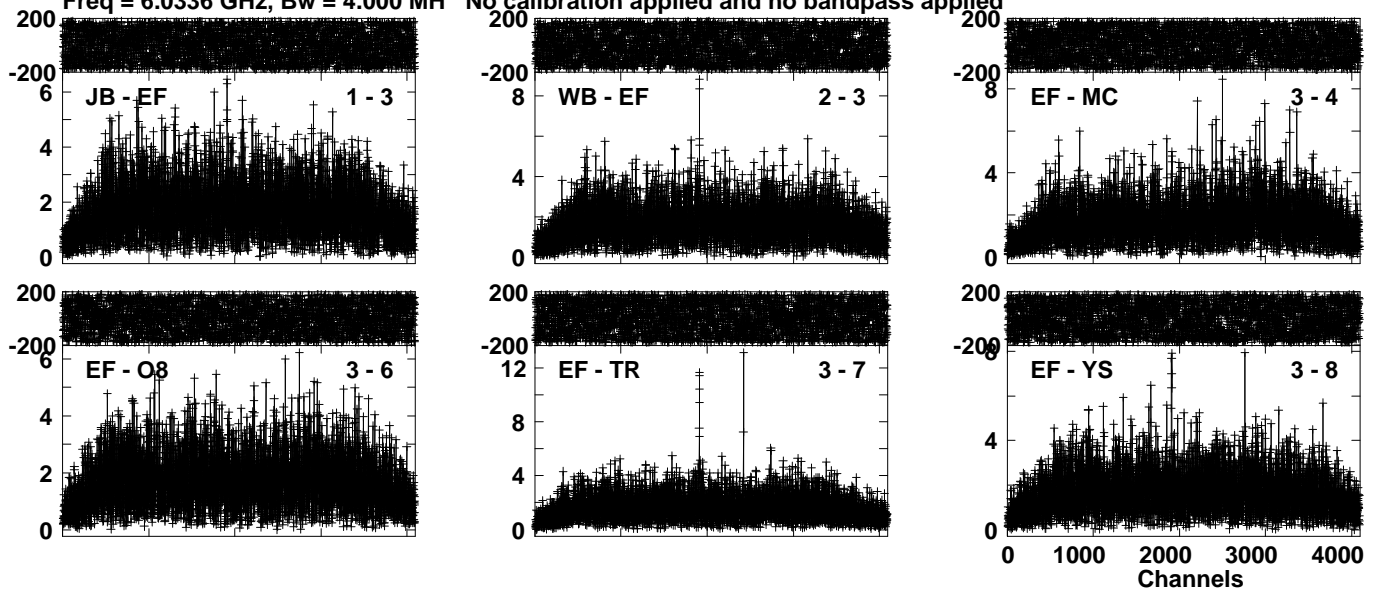 Freq = 6.0336 GHz, Bw = 4.000 MH No calibration applied and no bandpass applied
200 200 200
-200 -200 -200
JB - EF 1 - 3 WB - EF 2 - 3 EF - MC 3 - 4
6 8 8
4 4 4
2
0 0 0
200 200 200
-200 -200 -200
EF - O8 3 - 6 EF - TR 3 - 7 EF - YS 3 - 8
6 12 8
4 8 4
2 4
0 0 0
0 1000 2000 3000 4000
Channels